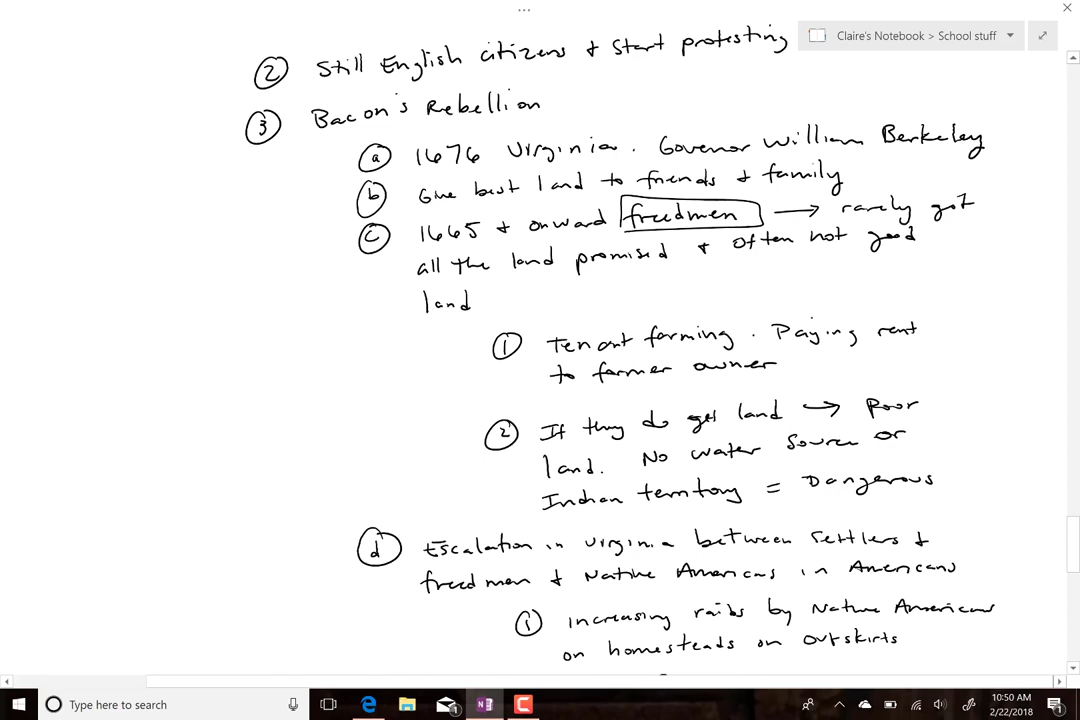 ...
Claire's Notebook > School stuff
② Still English citizens + start protesting
③ Bacon's Rebellion
ⓐ 1676 Virginia. Governor William Berkeley
ⓑ Give best land to friends + family
ⓒ 1665 + onward freedmen → rarely got
all the land promised + often not good
land
① Tenant farming. Paying rent
to farmer owner
② If they do get land → Poor
land. No water source or
Indian territory = Dangerous
ⓓ Escalation in Virginia between settlers +
freedmen + Native Americas in Americans
① increasing raids by Native Americans
on homesteads on outskirts
Type here to search
10:50 AM
2/22/2018